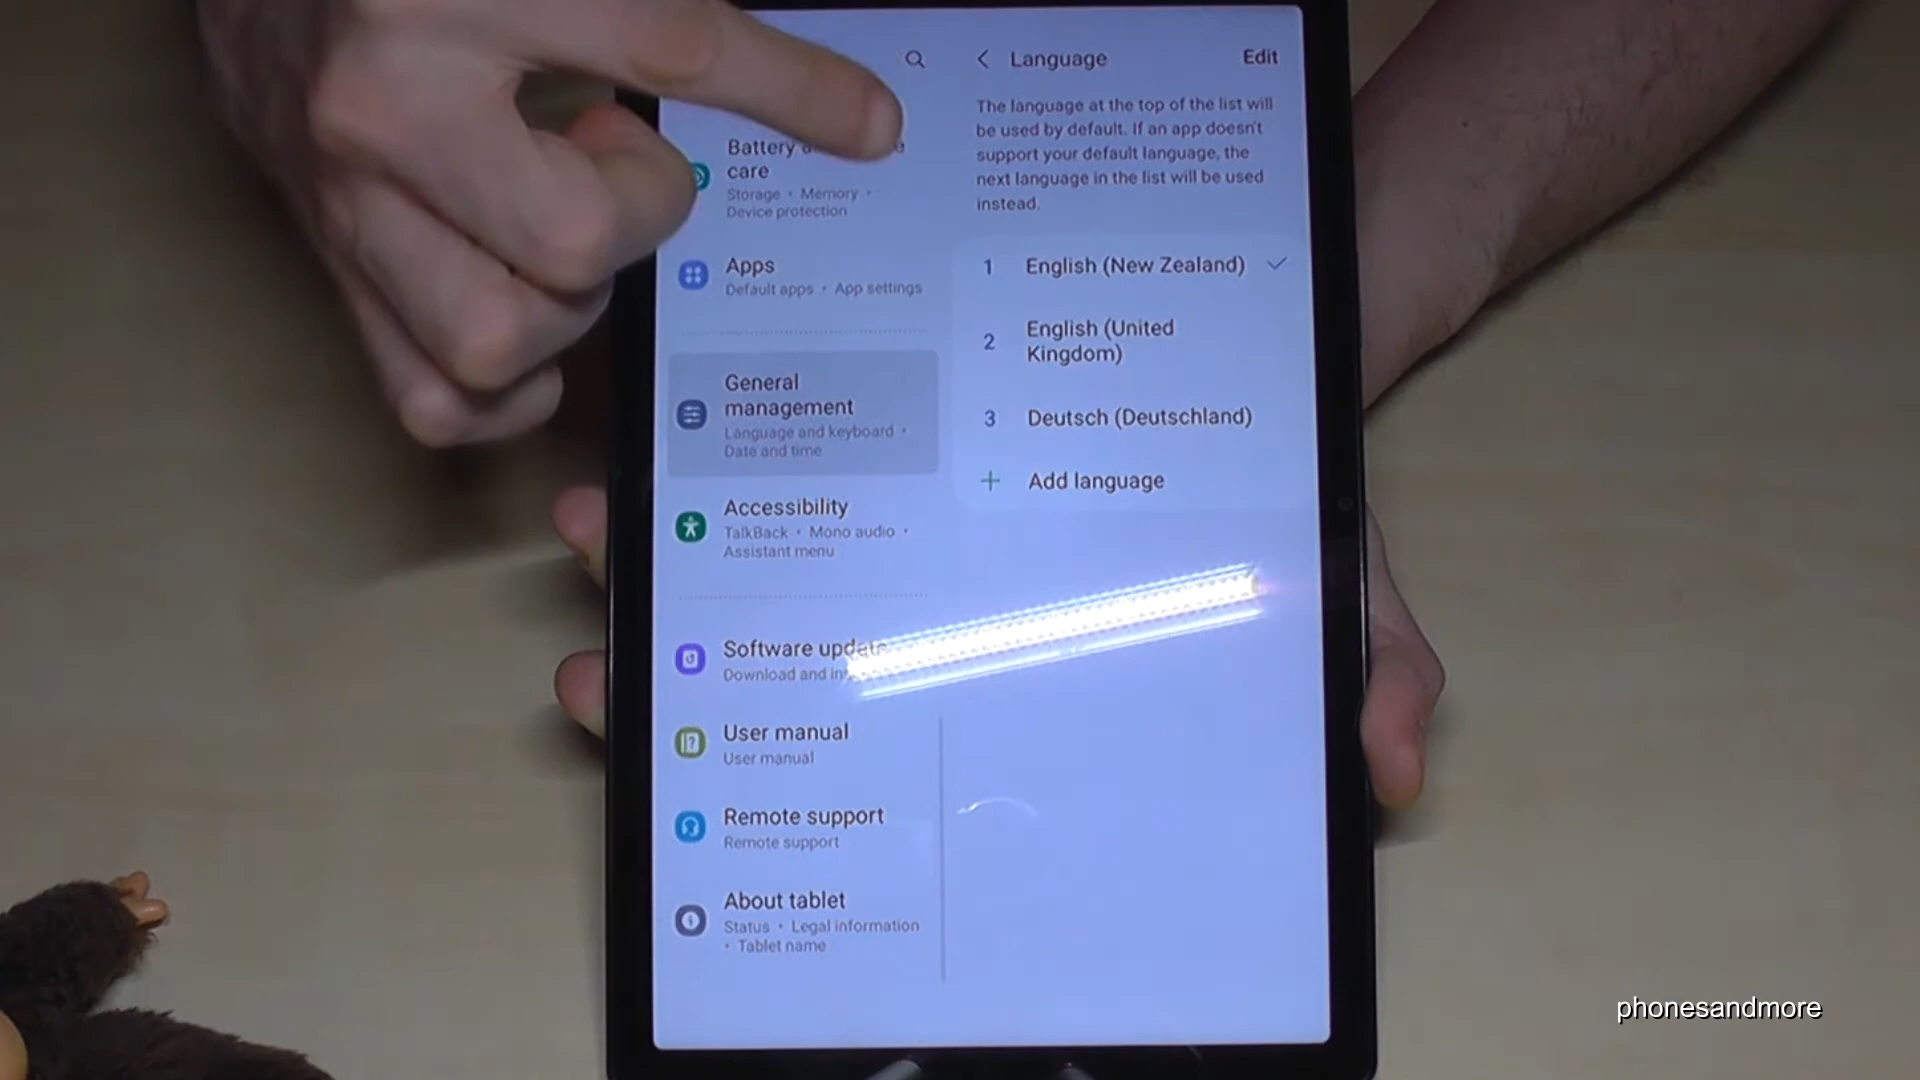 Language
Edit
The language at the top of the list will
be used by default. If an app doesn't
support your default language, the
next language in the list will be used
instead.
1 English (New Zealand)
2 English (United
Kingdom)
3 Deutsch (Deutschland)
+ Add language
Battery
care
Storage • Memory •
Device protection
Apps
Default apps • App settings
General
management
Language and keyboard •
Date and time
Accessibility
TalkBack • Mono audio •
Assistant menu
Software update
Download and
User manual
User manual
Remote support
Remote support
About tablet
Status • Legal information
• Tablet name
phonesandmore